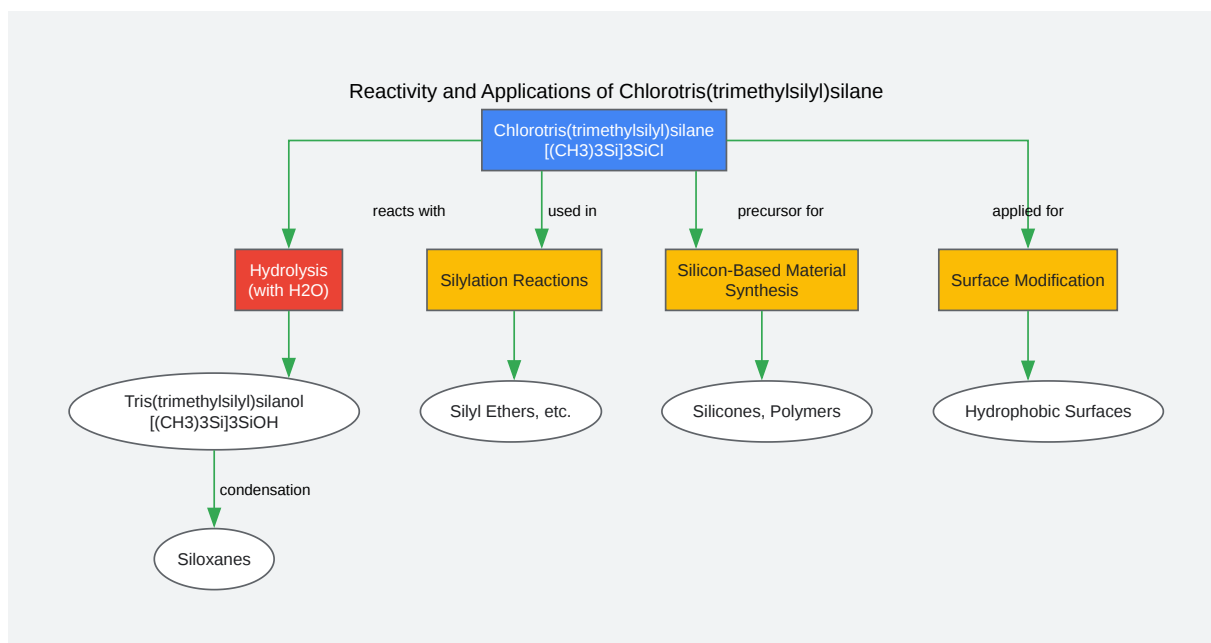 Reactivity and Applications of Chlorotris(trimethylsilyl)silane
Chlorotris(trimethylsilyl)silane
[(CH3)3Si]3SiCl
reacts with
used in
precursor for
applied for
Hydrolysis
(with H2O)
Silylation Reactions
Silicon-Based Material
Synthesis
Surface Modification
Tris(trimethylsilyl)silanol
[(CH3)3Si]3SiOH
Silyl Ethers, etc.
Silicones, Polymers
Hydrophobic Surfaces
condensation
Siloxanes